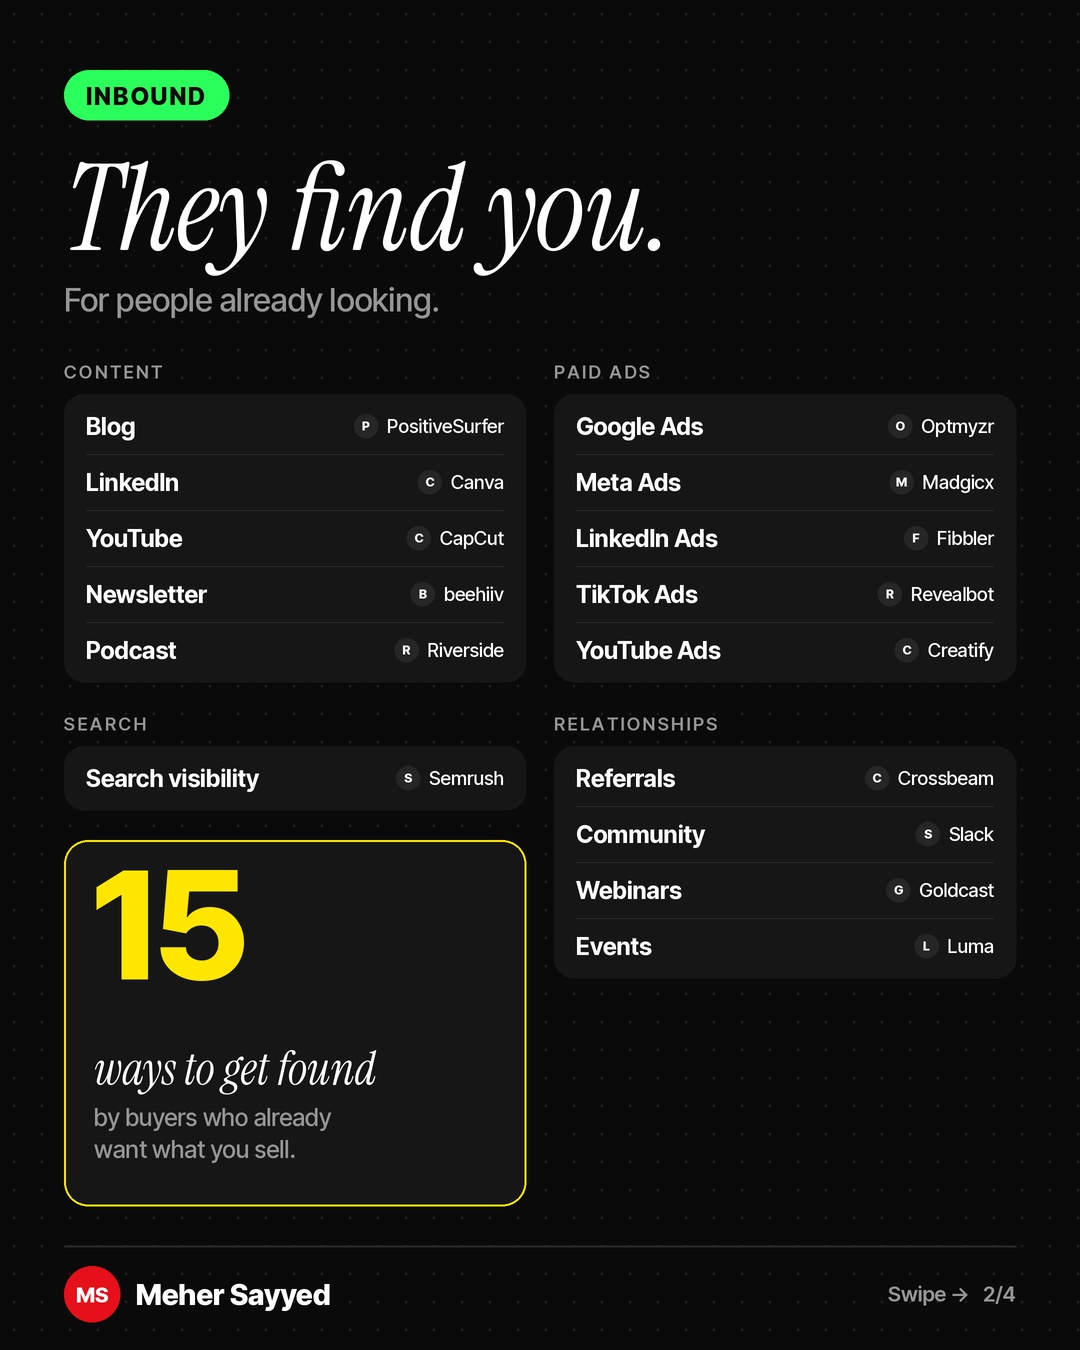 INBOUND
They find you.
For people already looking.
CONTENT
Blog P PositiveSurfer
LinkedIn C Canva
YouTube C CapCut
Newsletter B beehiiv
Podcast R Riverside
PAID ADS
Google Ads O Optmyzr
Meta Ads M Madgicx
LinkedIn Ads F Fibbler
TikTok Ads R Revealbot
YouTube Ads C Creatify
SEARCH
Search visibility S Semrush
15
ways to get found
by buyers who already
want what you sell.
RELATIONSHIPS
Referrals C Crossbeam
Community S Slack
Webinars G Goldcast
Events L Luma
MS Meher Sayyed
Swipe → 2/4